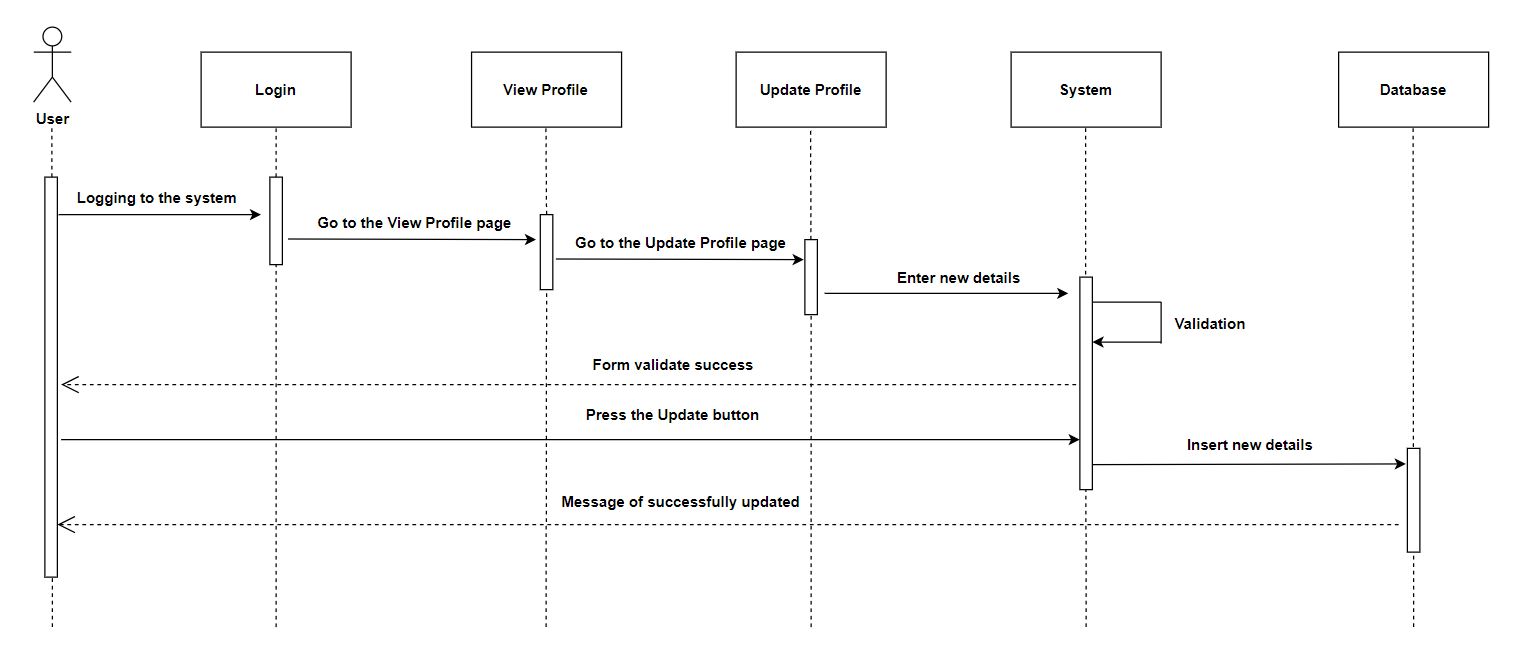 User
Login
View Profile
Update Profile
System
Database
Logging to the system
Go to the View Profile page
Go to the Update Profile page
Enter new details
Validation
Form validate success
Press the Update button
Insert new details
Message of successfully updated